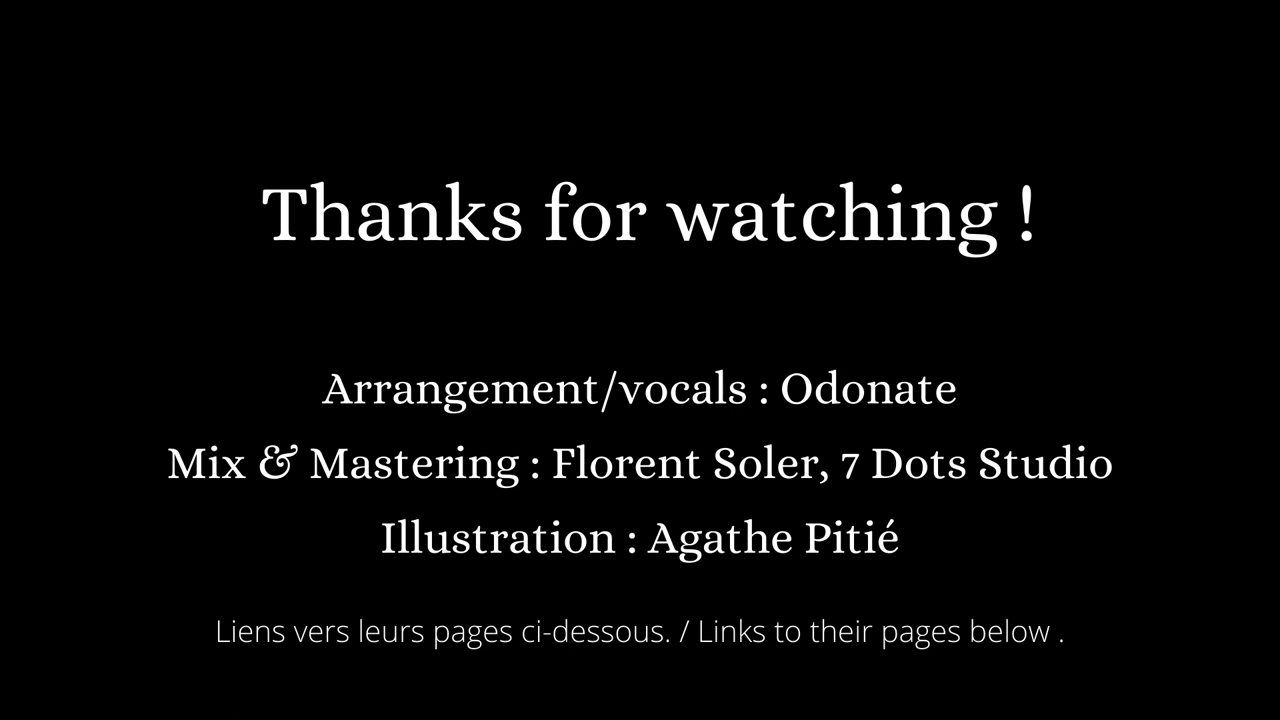 Thanks for watching !
Arrangement/vocals : Odonate
Mix & Mastering : Florent Soler, 7 Dots Studio
Illustration : Agathe Pitié
Liens vers leurs pages ci-dessous. / Links to their pages below .